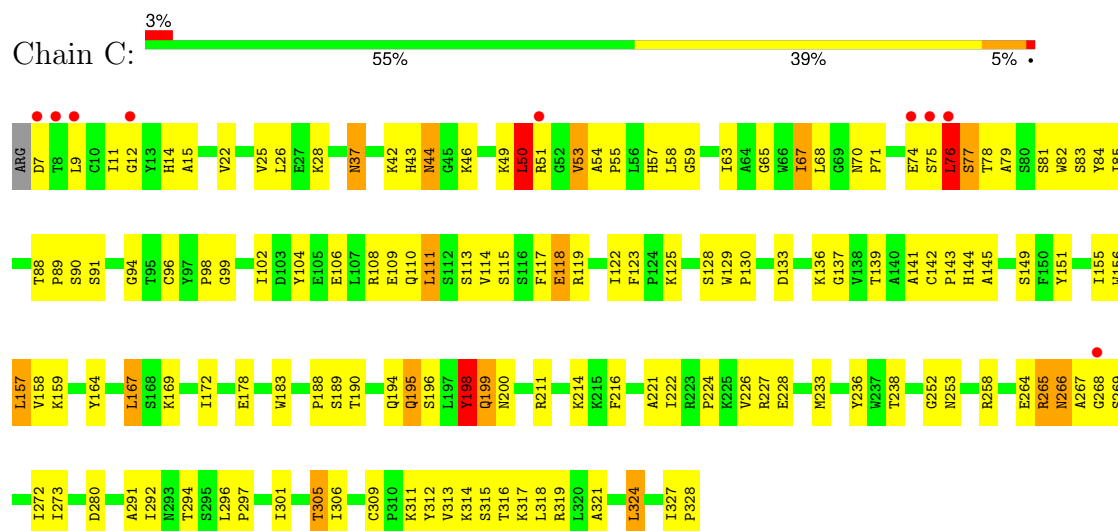 3%
Chain C:
55% 39% 5% •
ARG D7 T8 L9 C10 I11 G12 Y13 H14 A15 V22 V25 L26 E27 K28 N37 K42 H43 N44 G45 K46 K49 L50 R51 G52 V53 A54 P55 L56 H57 L58 G59 I63 A64 G65 W66 I67 L68 G69 N70 P71 E74 S75 L76 S77 T78 A79 S80 S81 W82 S83 Y84 I85
T88 P89 S90 S91 G94 T95 C96 Y97 P98 G99 I102 D103 Y104 E105 E106 L107 R108 E109 Q110 L111 S112 S113 V114 S115 S116 F117 E118 R119 I122 F123 P124 K125 S128 W129 P130 D133 K136 G137 V138 T139 A140 A141 C142 P143 H144 A145 S149 F150 Y151 I155 W156
L157 V158 K159 Y164 L167 S168 K169 I172 E178 W183 P188 S189 T190 Q194 Q195 S196 L197 Y198 Q199 N200 R211 K214 K215 F216 A221 I222 R223 P224 K225 V226 R227 E228 M233 Y236 W237 T238 G252 N253 R258 E264 R265 N266 A267 G268 S269
I272 I273 D280 A291 I292 N293 T294 S295 L296 P297 I301 T305 I306 C309 P310 K311 Y312 V313 K314 S315 T316 K317 L318 R319 L320 A321 L324 I327 P328